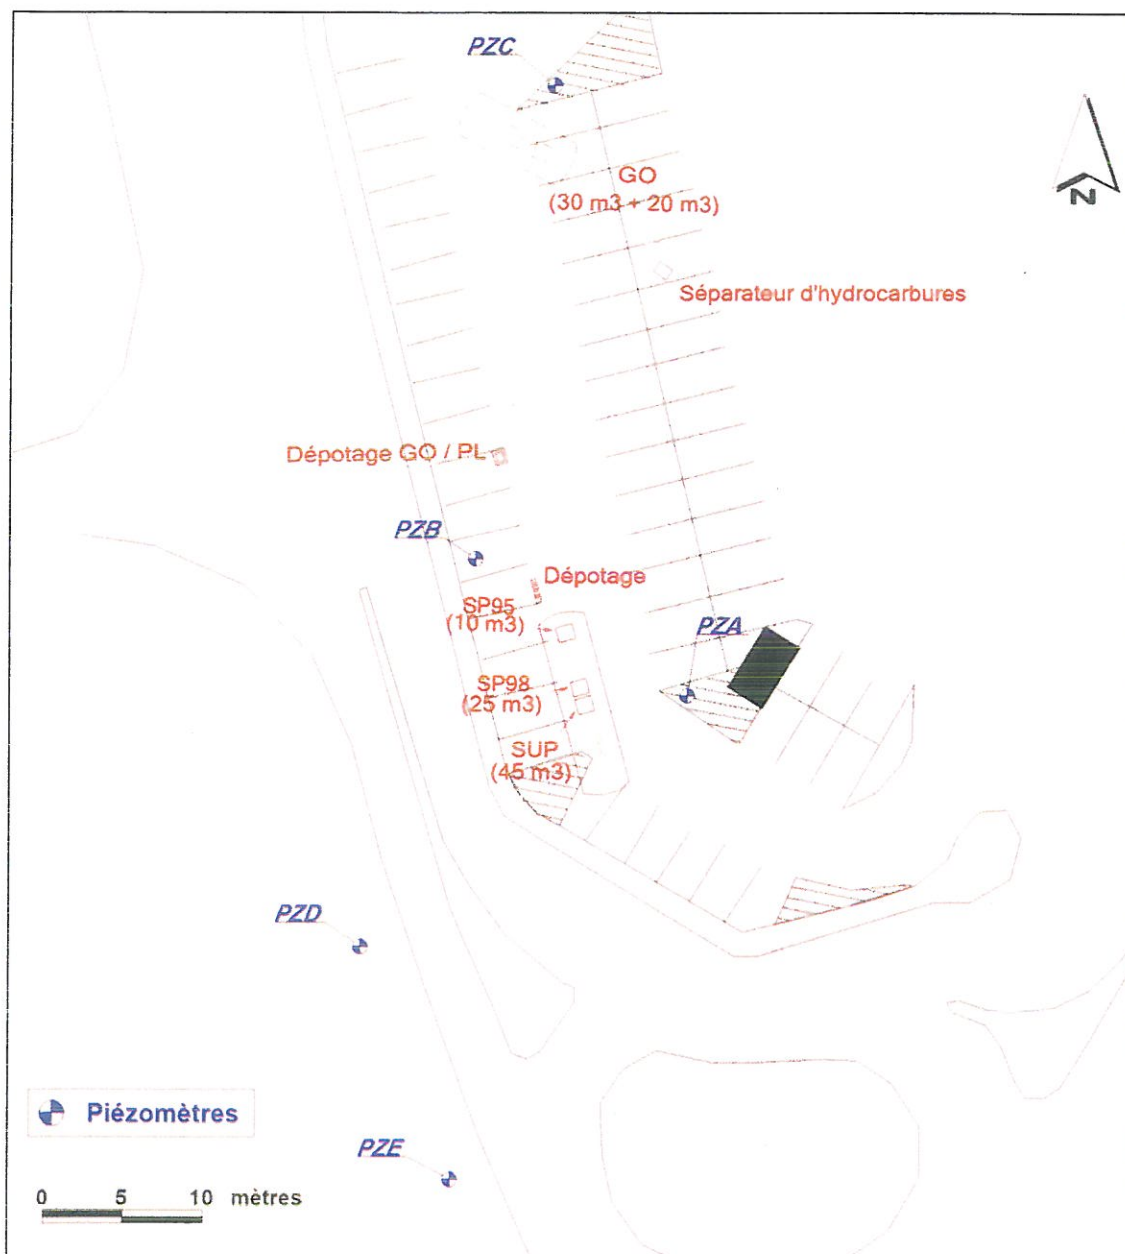 PZC
GO
(30 m3 + 20 m3)
N
Séparateur d'hydrocarbures
Dépotage GO / PL
PZB
Dépotage
SP95
(10 m3)
PZA
SP98
(25 m3)
SUP
(45 m3)
PZD
Piézomètres
PZE
0 5 10 mètres